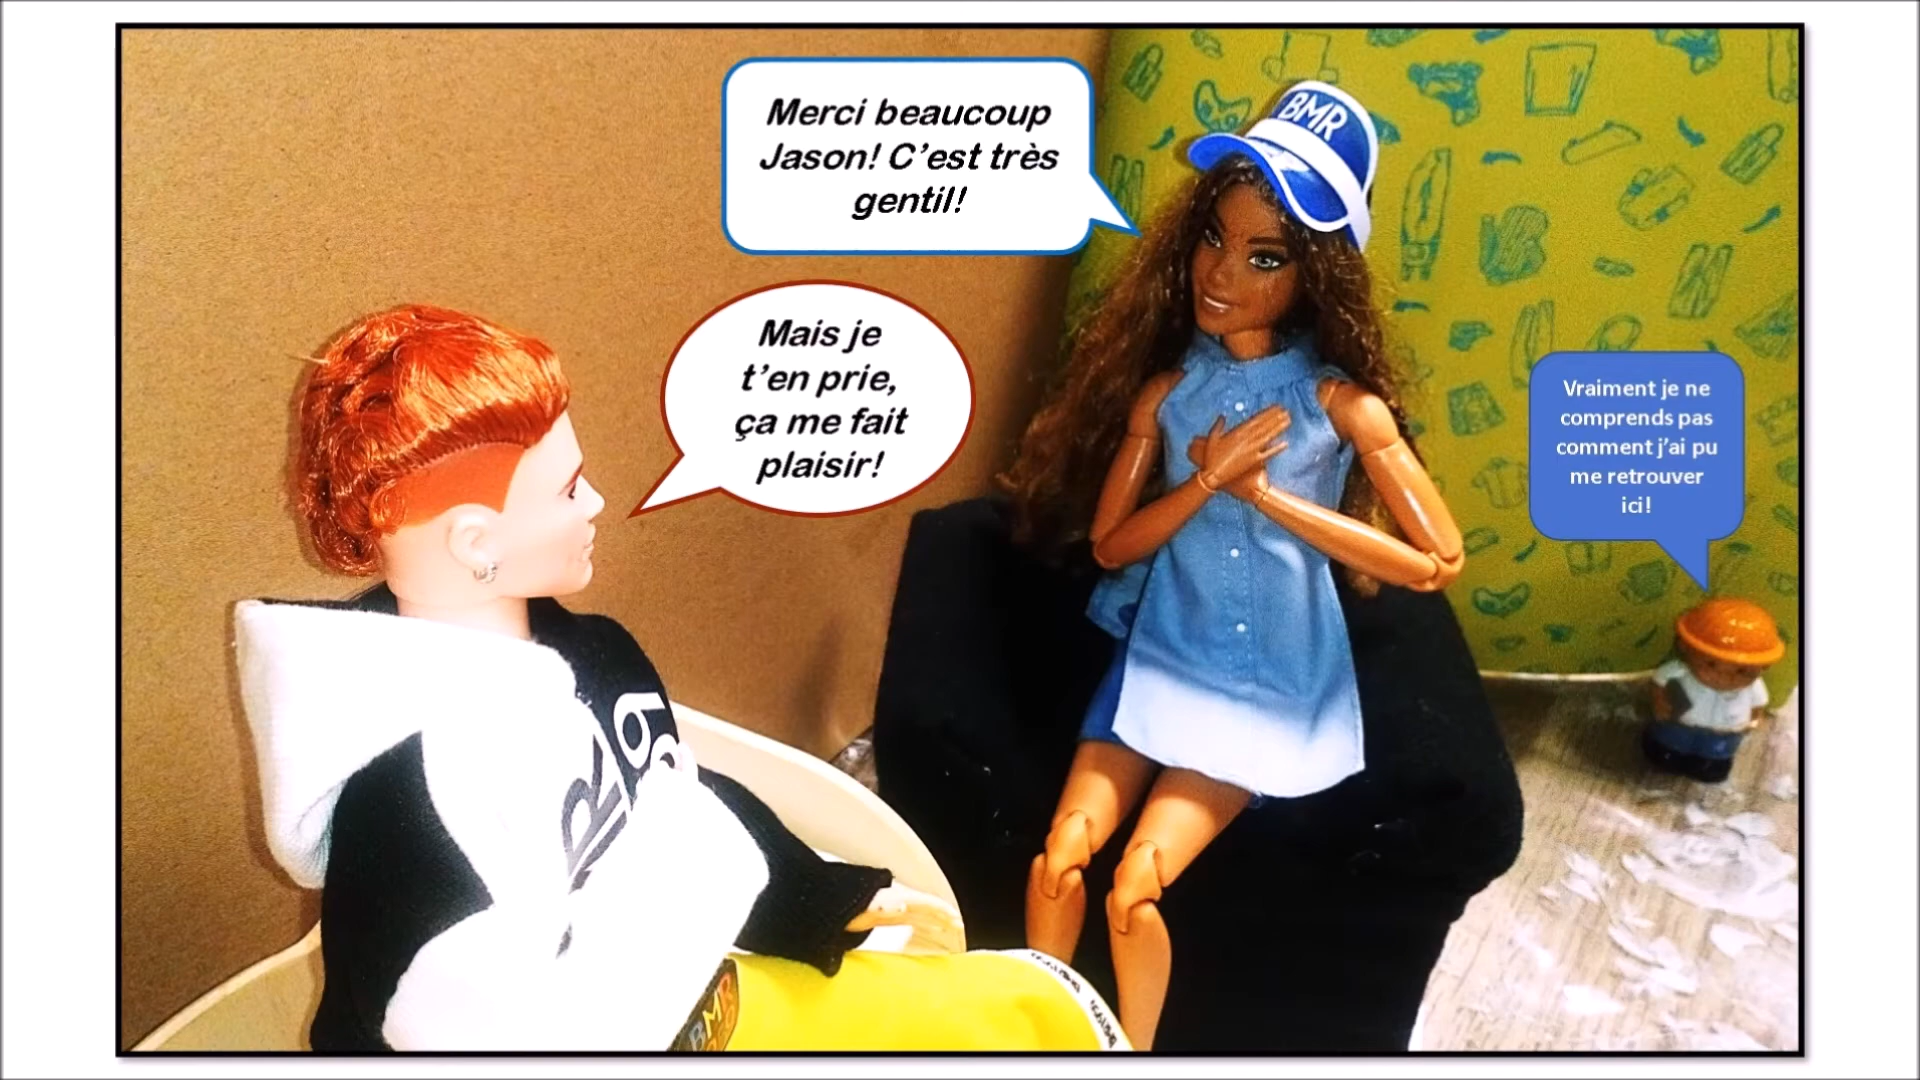 Merci beaucoup
Jason! C'est très
gentil!
BMR
Mais je
t'en prie,
ça me fait
plaisir!
Vraiment je ne
comprends pas
comment j'ai pu
me retrouver
ici!
BMR